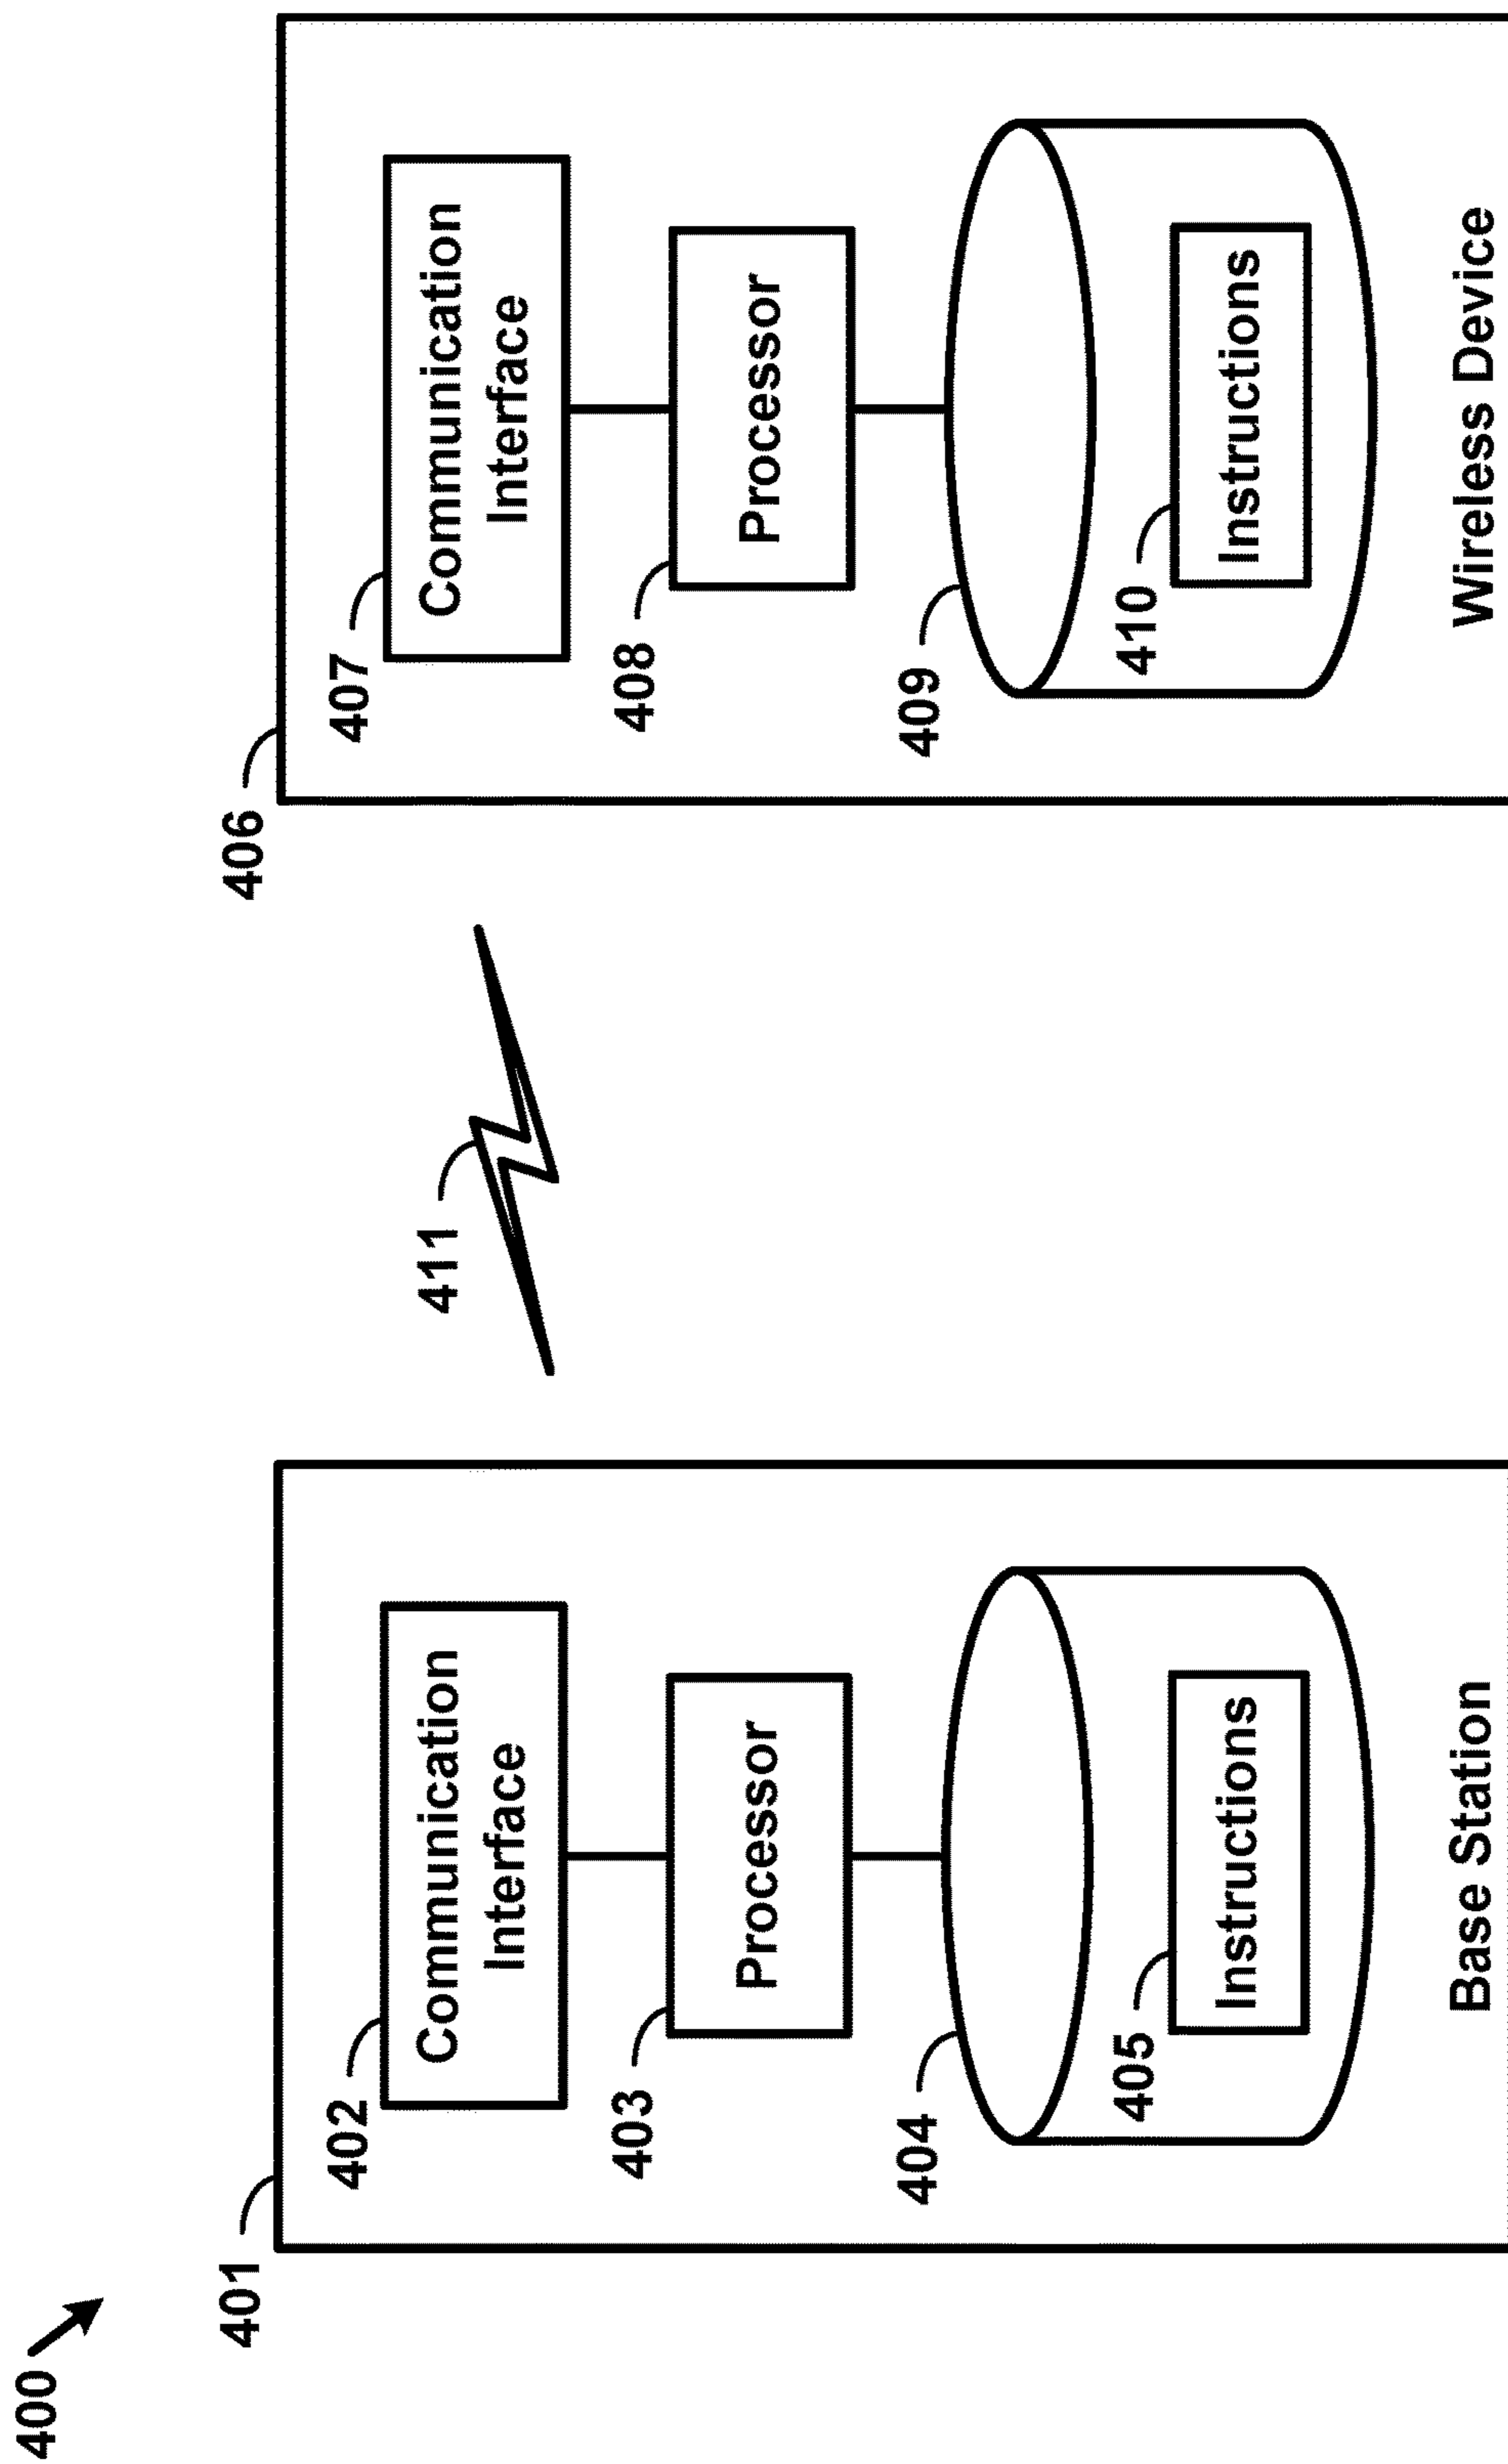 400
401
402
Communication
Interface
403
Processor
404
405
Instructions
Base Station
411
406
407
Communication
Interface
408
Processor
409
410
Instructions
Wireless Device